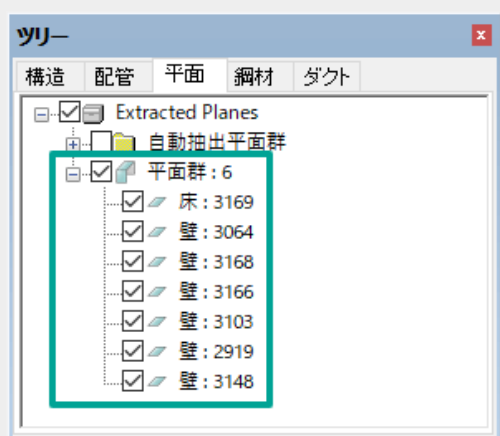 ツリー
構造 配管 平面 鋼材 ダクト
Extracted Planes
自動抽出平面群
平面群 : 6
床 : 3169
壁 : 3064
壁 : 3168
壁 : 3166
壁 : 3103
壁 : 2919
壁 : 3148